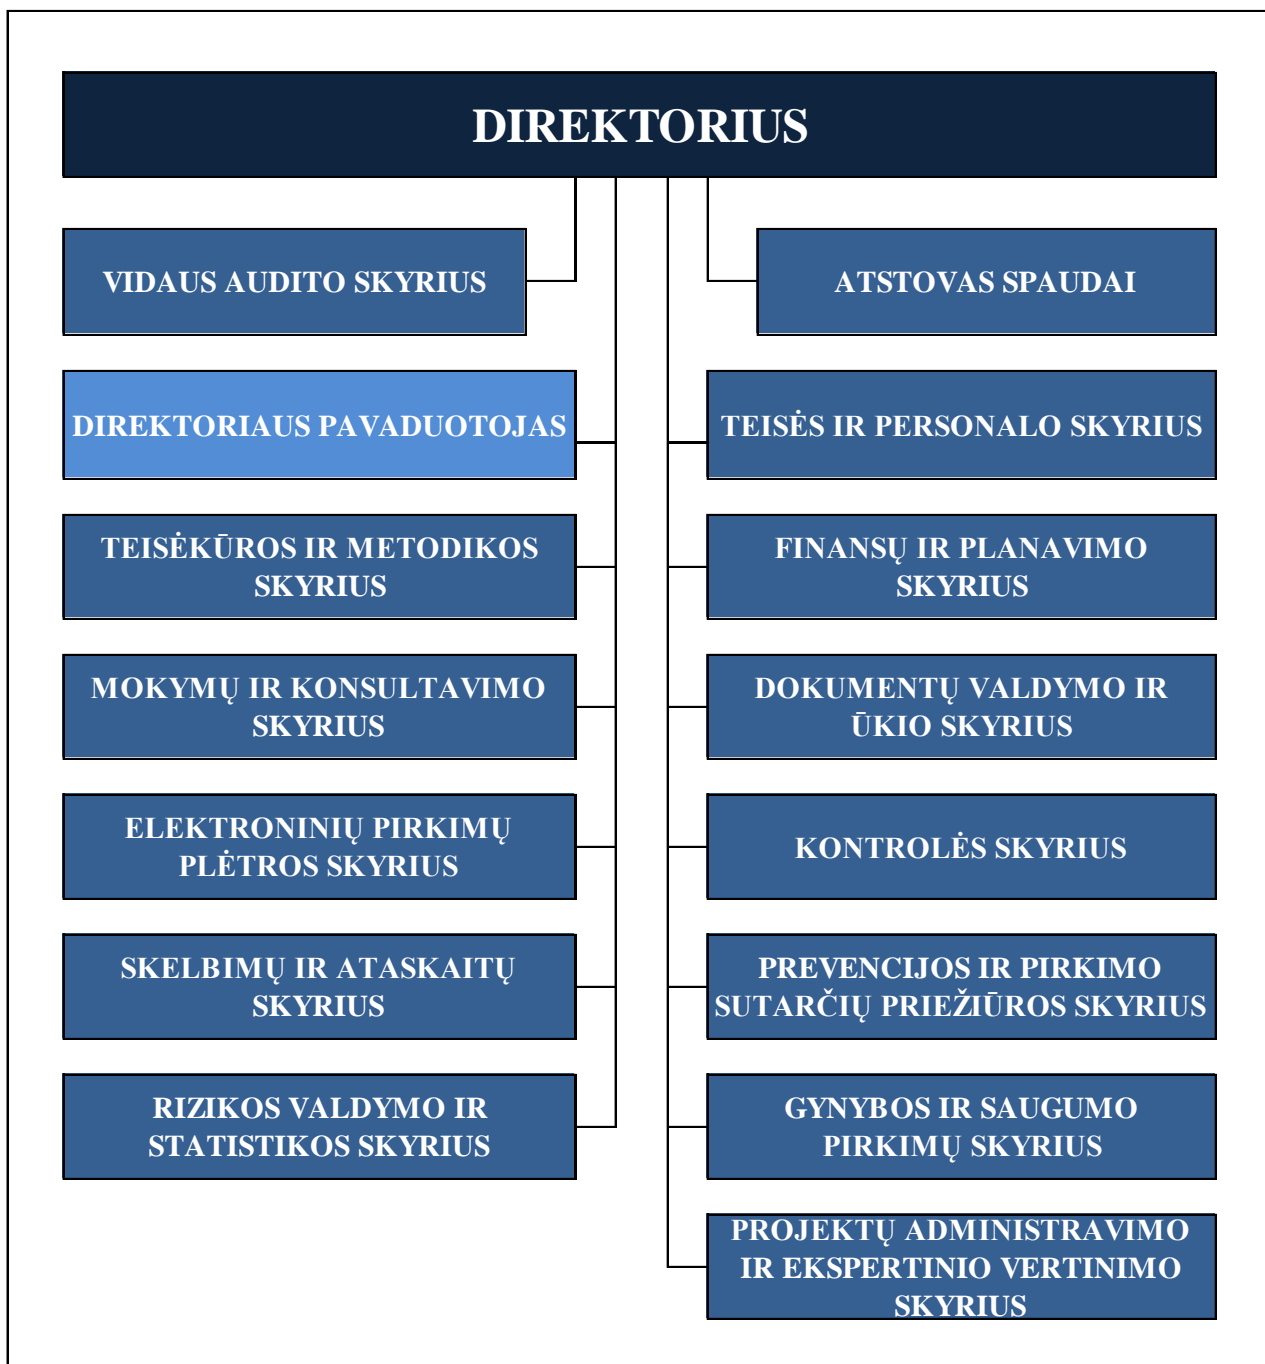 DIREKTORIUS
VIDAUS AUDITO SKYRIUS
ATSTOVAS SPAUDAI
DIREKTORIAUS PAVADUOTOJAS
TEISĖS IR PERSONALO SKYRIUS
TEISĖKŪROS IR METODIKOS
SKYRIUS
FINANSŲ IR PLANAVIMO
SKYRIUS
MOKYMŲ IR KONSULTAVIMO
SKYRIUS
DOKUMENTŲ VALDYMO IR
ŪKIO SKYRIUS
ELEKTRONINIŲ PIRKIMŲ
PLĖTROS SKYRIUS
KONTROLĖS SKYRIUS
SKELBIMŲ IR ATASKAITŲ
SKYRIUS
PREVENCIJOS IR PIRKIMO
SUTARČIŲ PRIEŽIŪROS SKYRIUS
RIZIKOS VALDYMO IR
STATISTIKOS SKYRIUS
GYNYBOS IR SAUGUMO
PIRKIMŲ SKYRIUS
PROJEKTŲ ADMINISTRAVIMO
IR EKSPERTINIO VERTINIMO
SKYRIUS